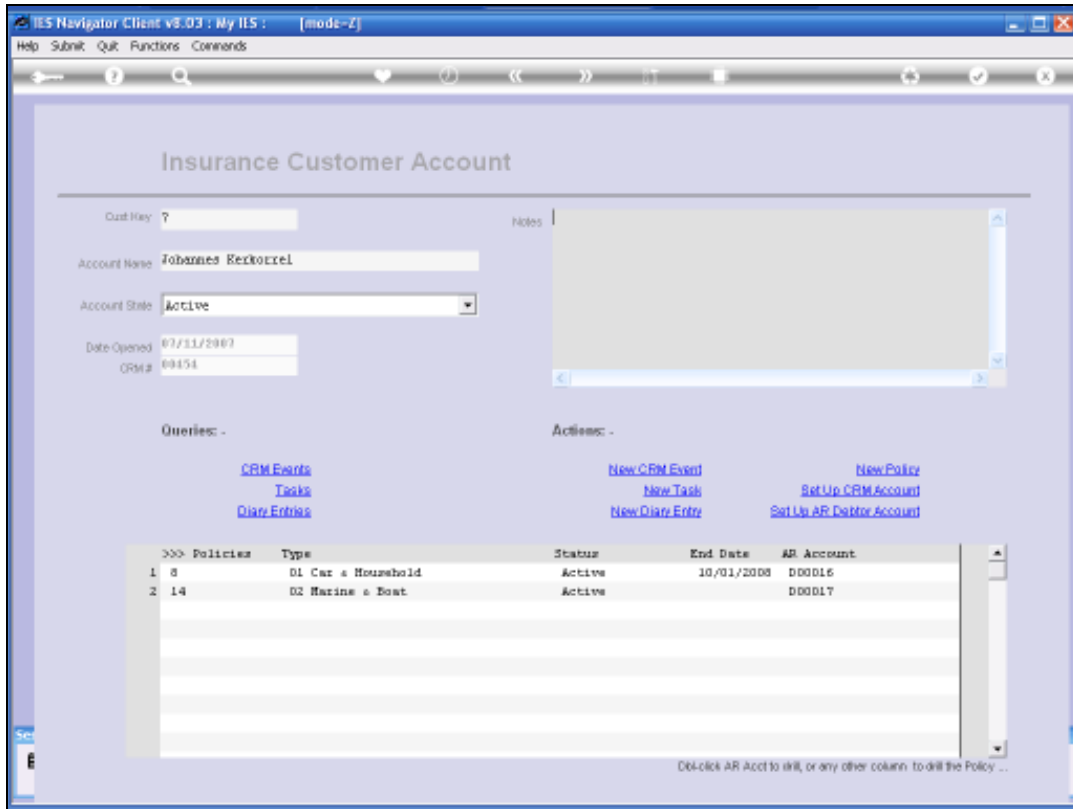 IES Navigator Client v8.03 : My IES : [mode=Z]
Help Submit Quit Functions Commands
Insurance Customer Account
Cust Key 7
Notes
Account Name Johannes Kerkorrel
Account State Active
Date Opened 07/11/2007
CRM # 00454
Queries: -
Actions: -
CRM Events New CRM Event New Policy
Tasks New Task Set Up CRM Account
Diary Entries New Diary Entry Set Up AR Debtor Account
>>> Policies Type Status End Date AR Account
1 8 01 Car & Household Active 10/01/2008 D00016
2 14 02 Marine & Boat Active D00017
Dbl-click AR Acct to drill, or any other column to drill the Policy ...